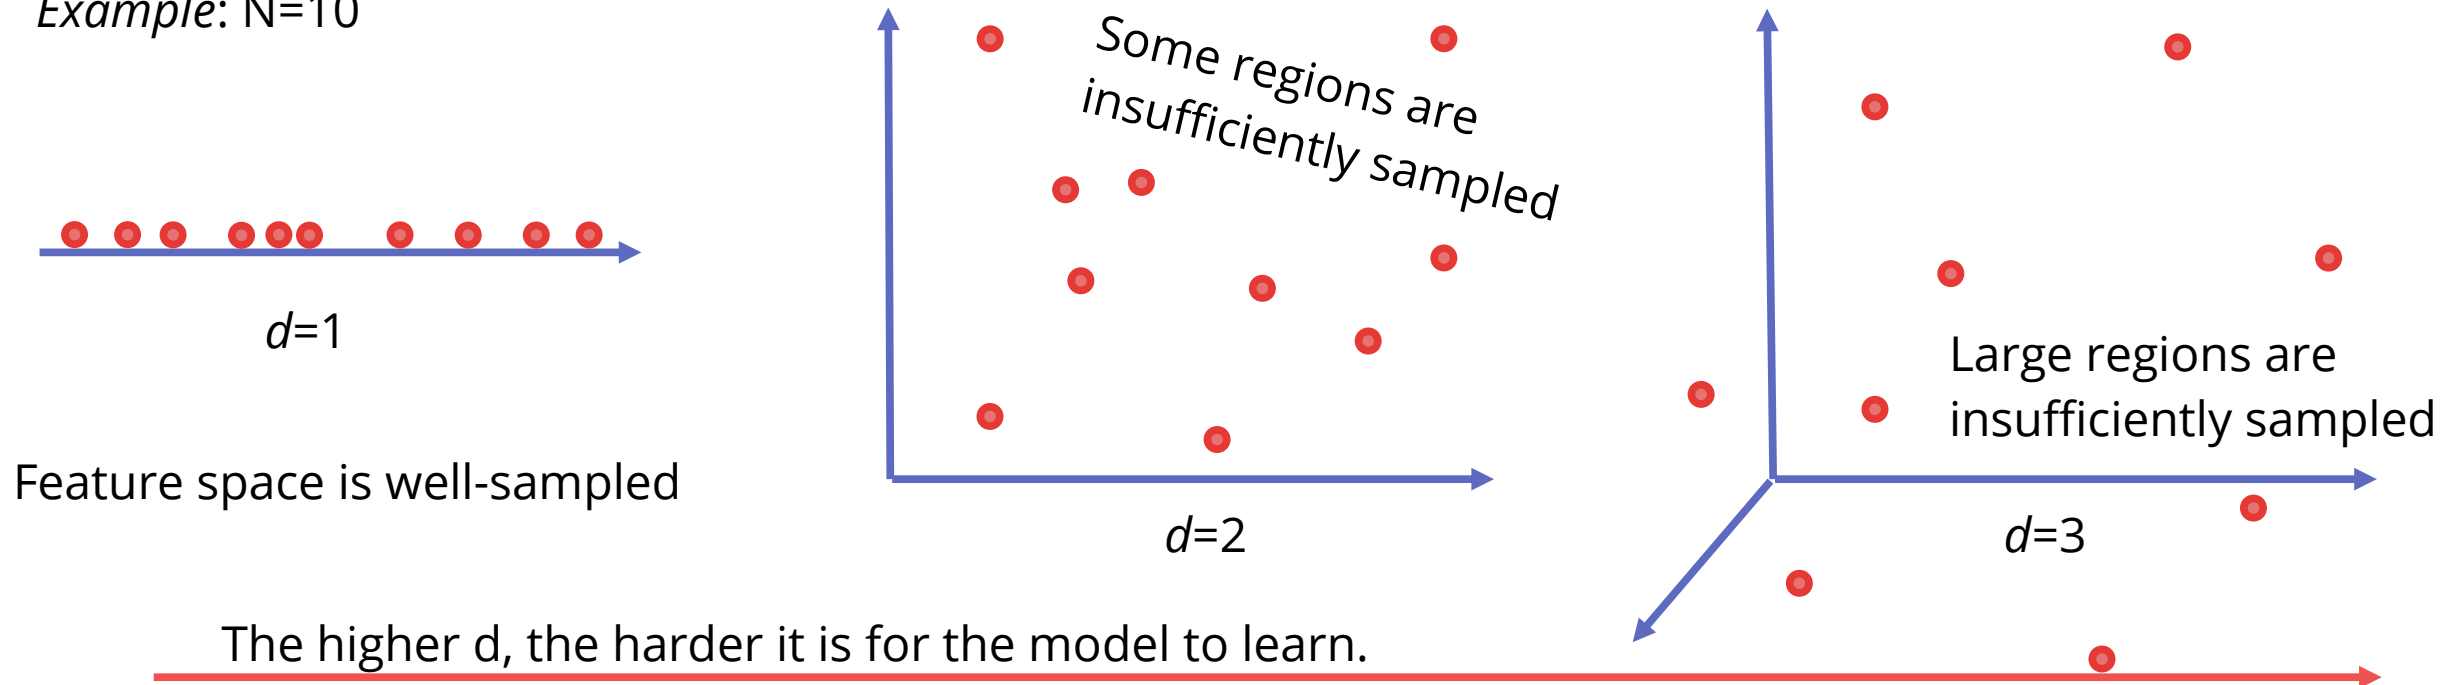 Example: N=10
Some regions are
insufficiently sampled
d=1
Large regions are
insufficiently sampled
Feature space is well-sampled
d=2
d=3
The higher d, the harder it is for the model to learn.